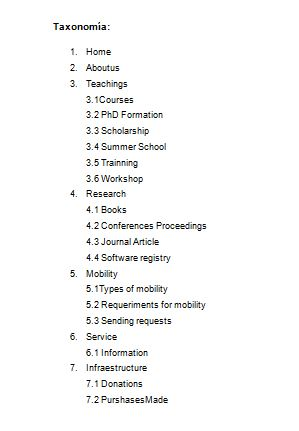 Taxonomía:
1. Home
2. Aboutus
3. Teachings
3.1Courses
3.2 PhD Formation
3.3 Scholarship
3.4 Summer School
3.5 Trainning
3.6 Workshop
4. Research
4.1 Books
4.2 Conferences Proceedings
4.3 Journal Article
4.4 Software registry
5. Mobility
5.1Types of mobility
5.2 Requeriments for mobility
5.3 Sending requests
6. Service
6.1 Information
7. Infraestructure
7.1 Donations
7.2 PurshasesMade